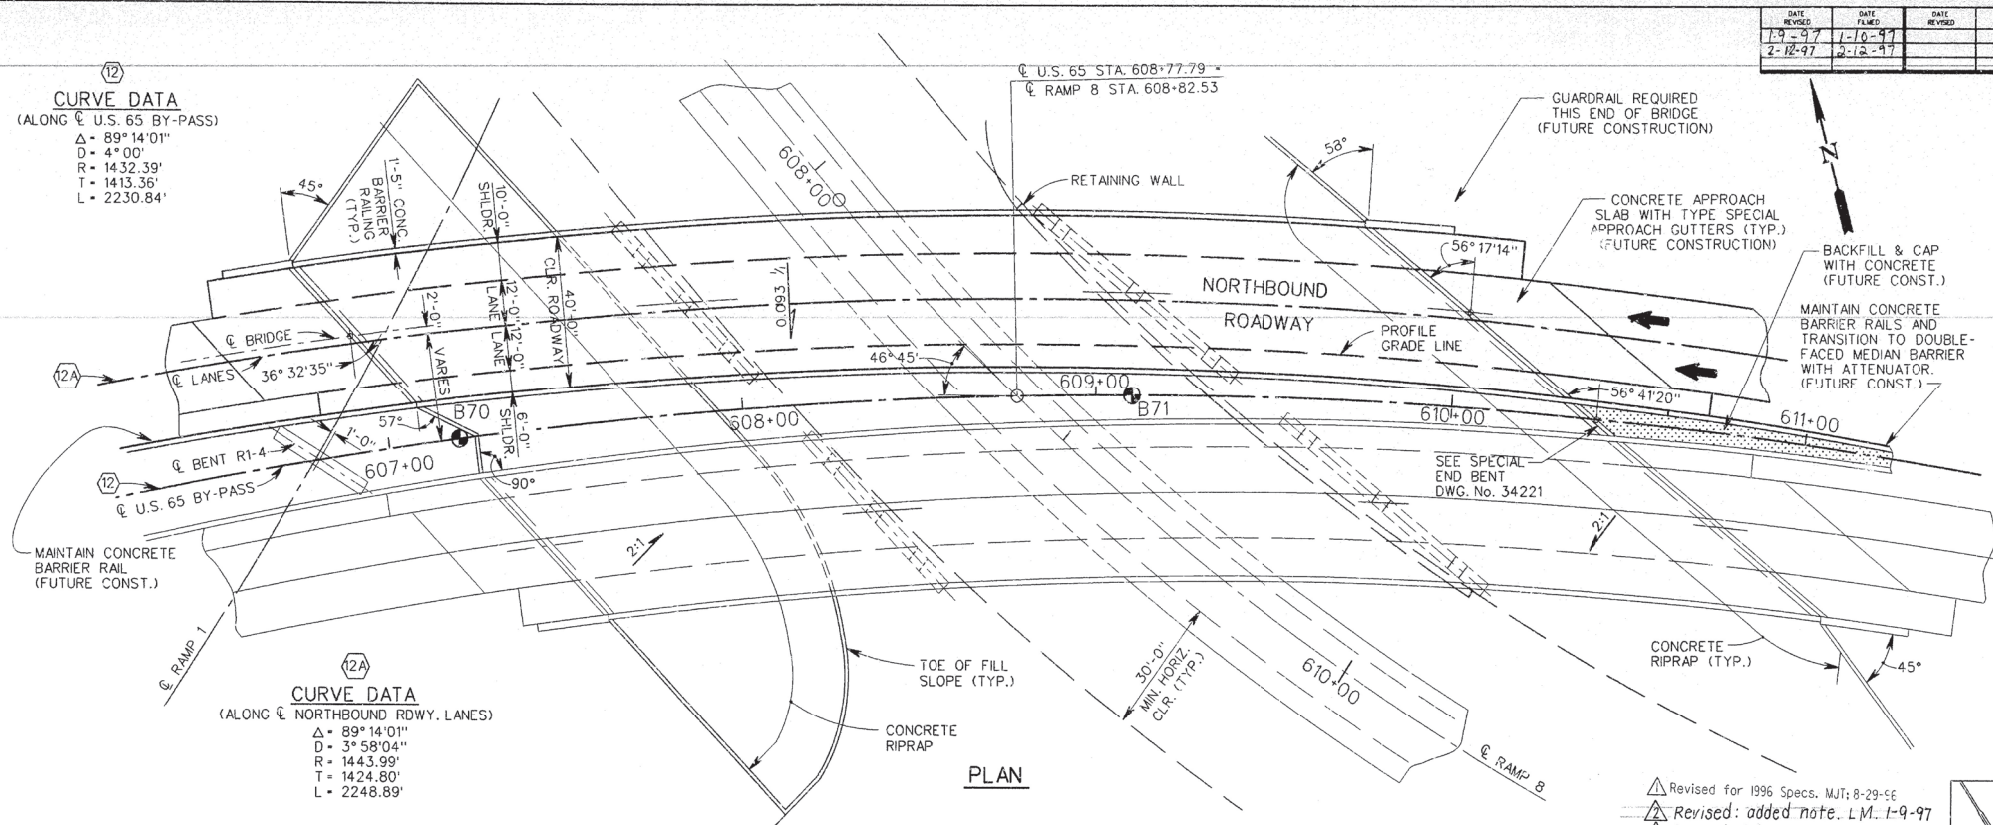 DATE REVISED
DATE FILMED
DATE REVISED
1-9-97
1-10-97
2-12-97
2-12-97
12
CURVE DATA
(ALONG ℄ U.S. 65 BY-PASS)
Δ = 89°14'01"
D = 4°00'
R = 1432.39'
T = 1413.36'
L = 2230.84'
℄ U.S. 65 STA. 608+77.79 =
℄ RAMP 8 STA. 608+82.53
GUARDRAIL REQUIRED
THIS END OF BRIDGE
(FUTURE CONSTRUCTION)
N
45°
1'-5" CONC.
BARRIER
RAILING
(TYP.)
10'-0"
SHLDR.
608+00
RETAINING WALL
58°
CONCRETE APPROACH
SLAB WITH TYPE SPECIAL
APPROACH GUTTERS (TYP.)
(FUTURE CONSTRUCTION)
56°17'14"
BACKFILL & CAP
WITH CONCRETE
(FUTURE CONST.)
NORTHBOUND
ROADWAY
PROFILE
GRADE LINE
MAINTAIN CONCRETE
BARRIER RAILS AND
TRANSITION TO DOUBLE-
FACED MEDIAN BARRIER
WITH ATTENUATOR.
(FUTURE CONST.)
40'-0"
CLR. ROADWAY
12'-0"
LANE
12'-0"
LANE
2'-0"
VARIES
0.093 '/'
℄ BRIDGE
℄ LANES
36°32'35"
12A
46°45'
609+00
B71
56°41'20"
611+00
610+00
608+00
B70
57°
6'-0"
SHLDR.
1'-0"
℄ BENT R1-4
607+00
90°
12
℄ U.S. 65 BY-PASS
SEE SPECIAL
END BENT
DWG. No. 34221
2:1
2:1
MAINTAIN CONCRETE
BARRIER RAIL
(FUTURE CONST.)
℄ RAMP 1
12A
CURVE DATA
(ALONG ℄ NORTHBOUND RDWY. LANES)
Δ = 89°14'01"
D = 3°58'04"
R = 1443.99'
T = 1424.80'
L = 2248.89'
TOE OF FILL
SLOPE (TYP.)
CONCRETE
RIPRAP
30'-0"
MIN. HORIZ.
CLR. (TYP.)
610+00
CONCRETE
RIPRAP (TYP.)
45°
℄ RAMP 8
PLAN
1 Revised for 1996 Specs. MJT; 8-29-96
2 Revised: added note. L.M. 1-9-97